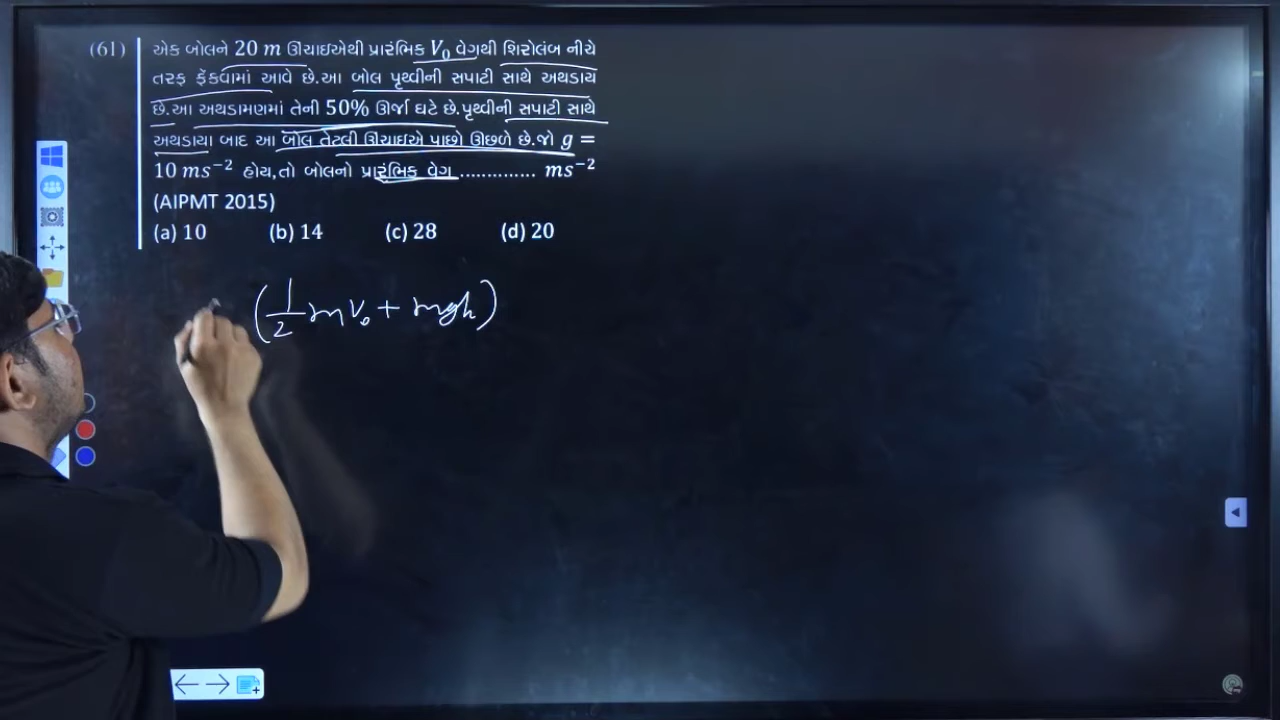 (61) એક બોલને 20 m ઊંચાઇએથી પ્રારંભિક V₀ વેગથી શિરોલંબ નીચે
તરફ ફેંકવામાં આવે છે.આ બોલ પૃથ્વીની સપાટી સાથે અથડાય
છે.આ અથડામણમાં તેની 50% ઊર્જા ઘટે છે.પૃથ્વીની સપાટી સાથે
અથડાયા બાદ આ બોલ તેટલી ઊંચાઇએ પાછો ઊછળે છે.જો g =
10 ms⁻² હોય,તો બોલનો પ્રારંભિક વેગ .............. ms⁻²
(AIPMT 2015)
(a) 10 (b) 14 (c) 28 (d) 20
(1/2 mv₀ + mgh)